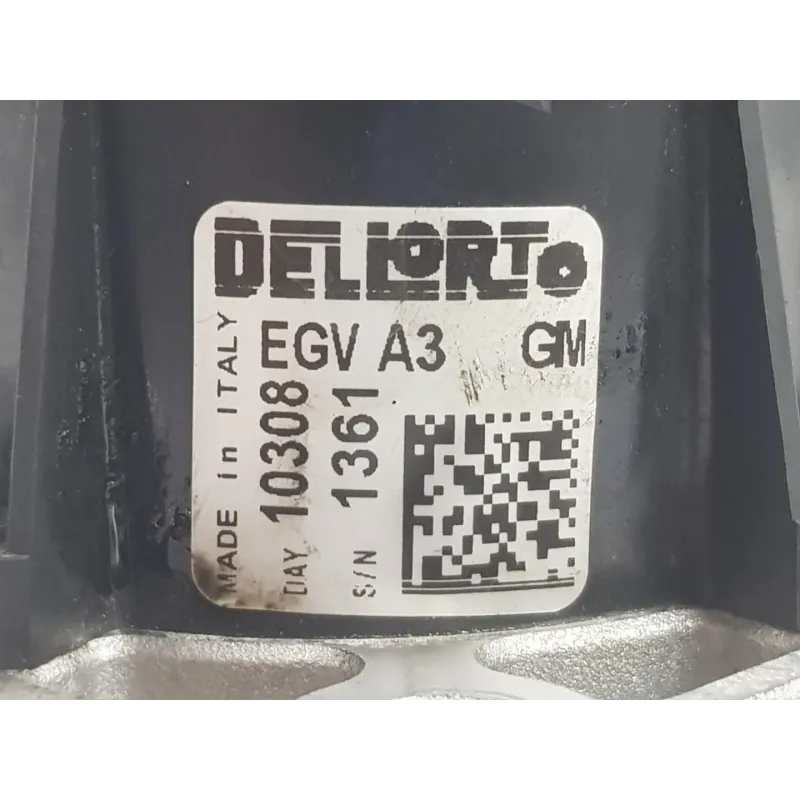 DELLORTO
EGV A3 GM
MADE in ITALY
DAY 10308
S/N 1361